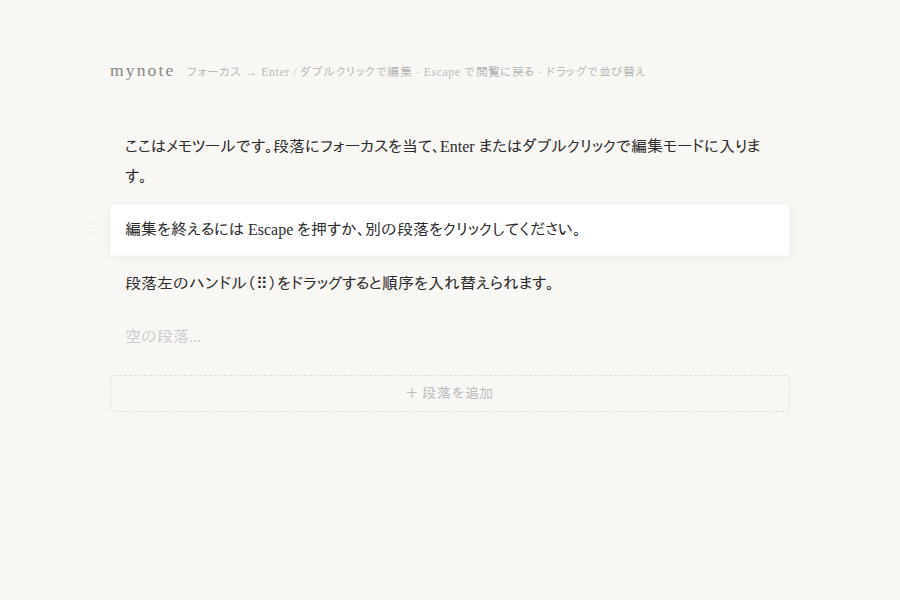 mynote フォーカス → Enter / ダブルクリックで編集 · Escape で閲覧に戻る · ドラッグで並び替え
ここはメモツールです。段落にフォーカスを当て、Enter またはダブルクリックで編集モードに入りま
す。
編集を終えるには Escape を押すか、別の段落をクリックしてください。
段落左のハンドル（⠿）をドラッグすると順序を入れ替えられます。
空の段落...
＋ 段落を追加